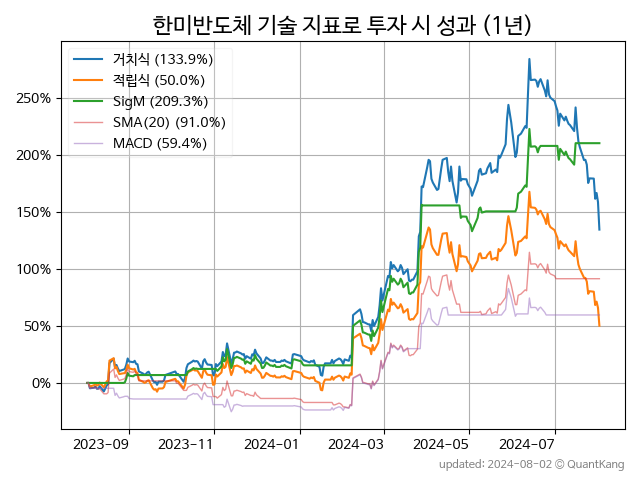 한미반도체 기술 지표로 투자 시 성과 (1년)
거치식 (133.9%)
적립식 (50.0%)
SigM (209.3%)
SMA(20) (91.0%)
MACD (59.4%)
250%
200%
150%
100%
50%
0%
2023-09 2023-11 2024-01 2024-03 2024-05 2024-07
updated: 2024-08-02 © QuantKang